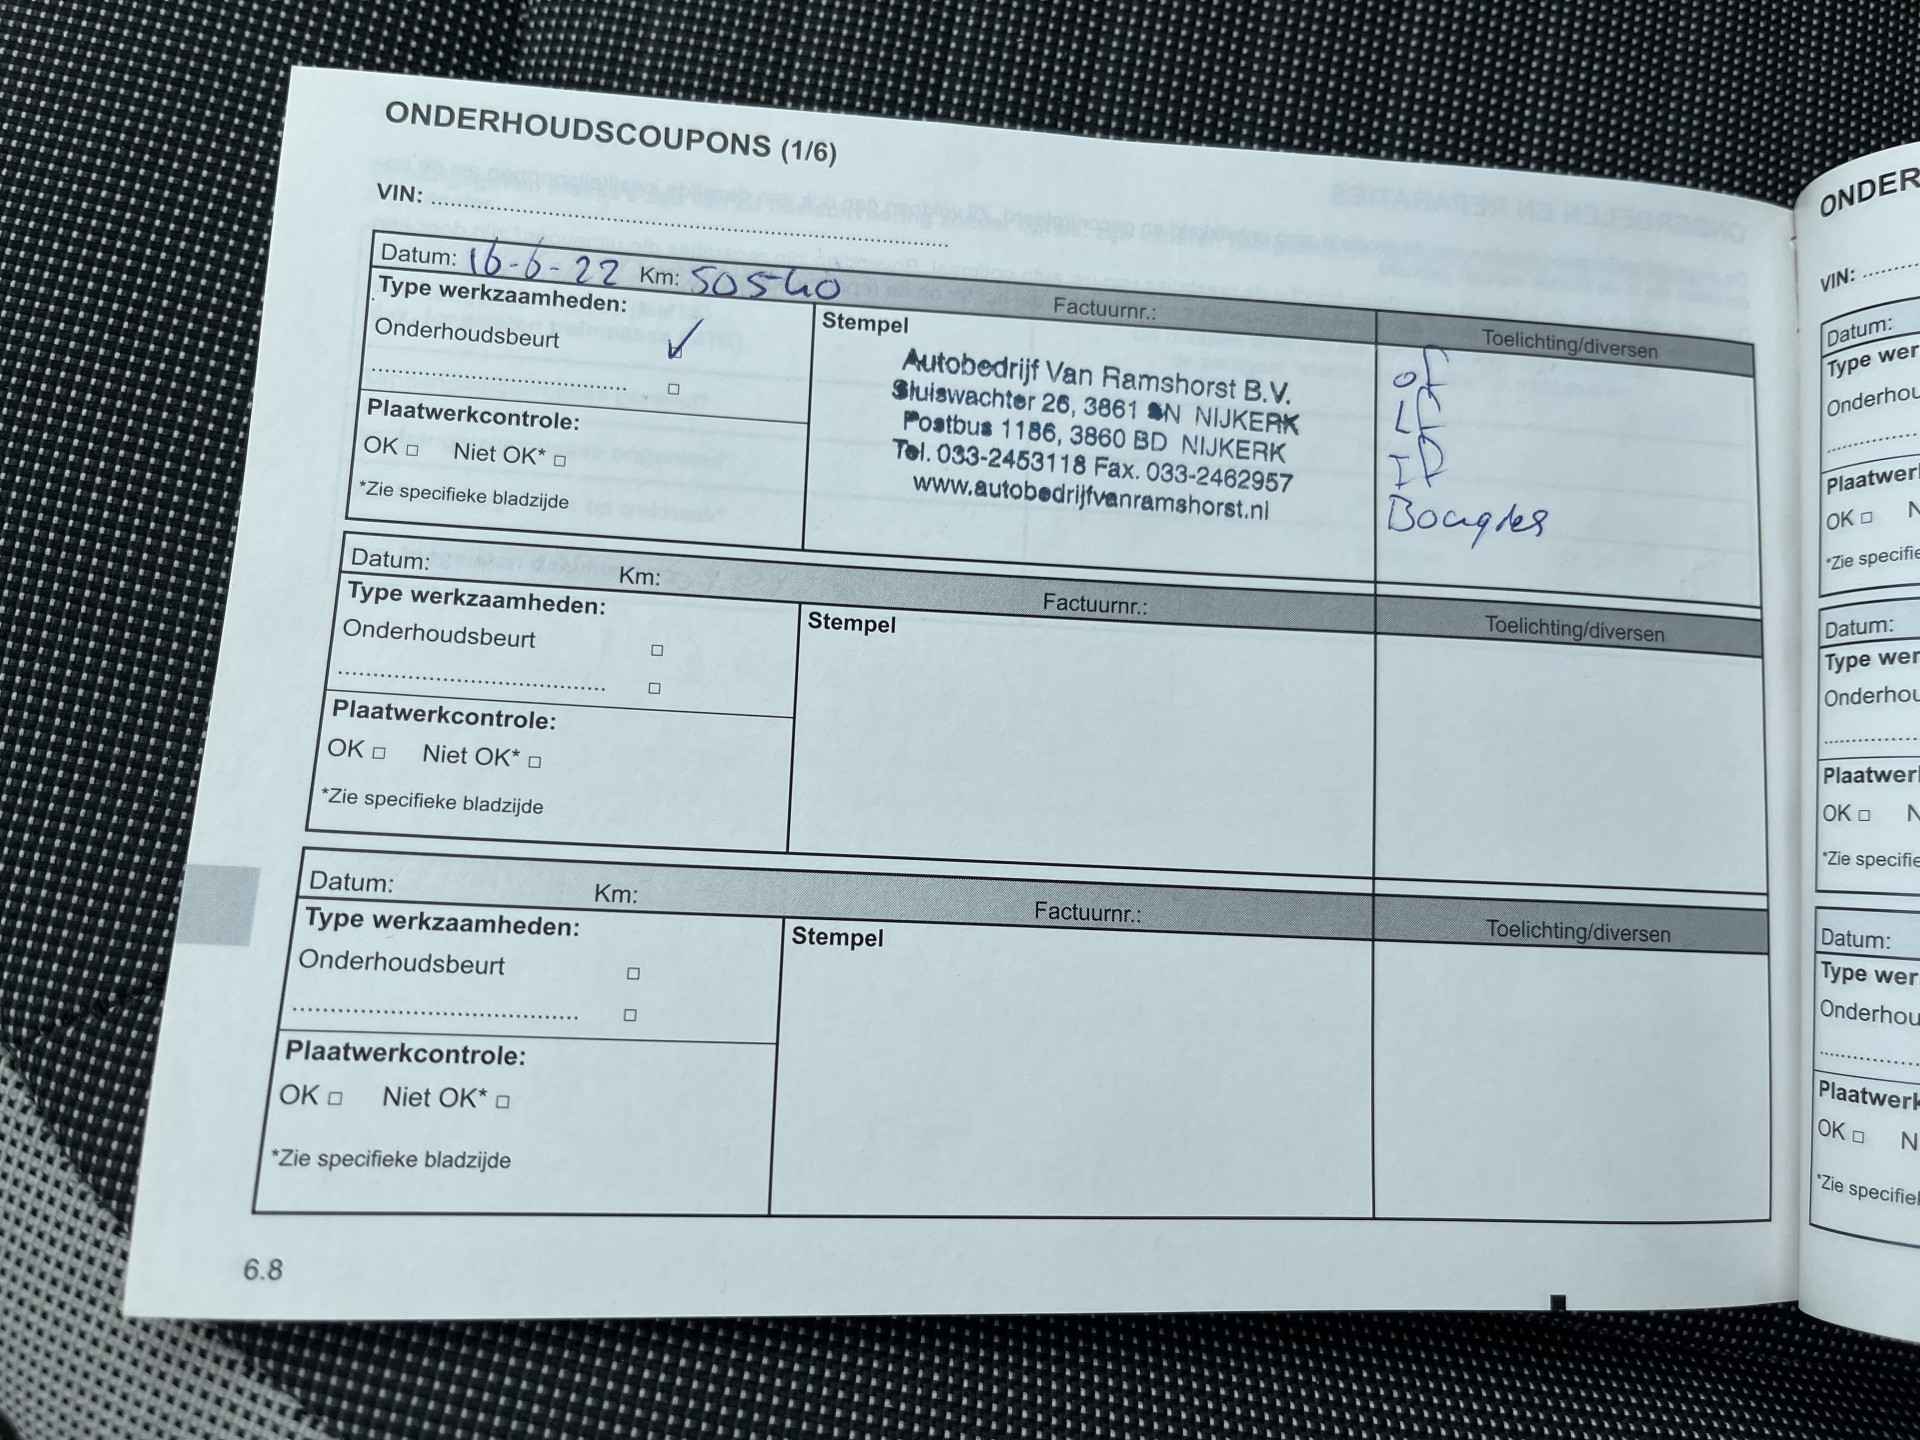 ONDERHOUDSCOUPONS (1/6)
VIN:
Datum: 16-6-22 Km: 50540 Factuurnr.: Toelichting/diversen
Type werkzaamheden:
Onderhoudsbeurt
Plaatwerkcontrole:
OK □ Niet OK* □
*Zie specifieke bladzijde
Stempel
Autobedrijf Van Ramshorst B.V.
Sluiswachter 26, 3861 SN NIJKERK
Postbus 1186, 3860 BD NIJKERK
Tel. 033-2453118 Fax. 033-2462957
www.autobedrijfvanramshorst.nl
of
LF
IF
Bougies
Datum: Km: Factuurnr.: Toelichting/diversen
Type werkzaamheden:
Onderhoudsbeurt □
□
Plaatwerkcontrole:
OK □ Niet OK* □
*Zie specifieke bladzijde
Stempel
Datum: Km: Factuurnr.: Toelichting/diversen
Type werkzaamheden:
Onderhoudsbeurt □
□
Plaatwerkcontrole:
OK □ Niet OK* □
*Zie specifieke bladzijde
Stempel
6.8
ONDER
VIN:
Datum:
Type wer
Onderhou
Plaatwerk
OK □ N
*Zie specifie
Datum:
Type wer
Onderhou
Plaatwerk
OK □ N
*Zie specifie
Datum:
Type wer
Onderhou
Plaatwerk
OK □ N
*Zie specifiek